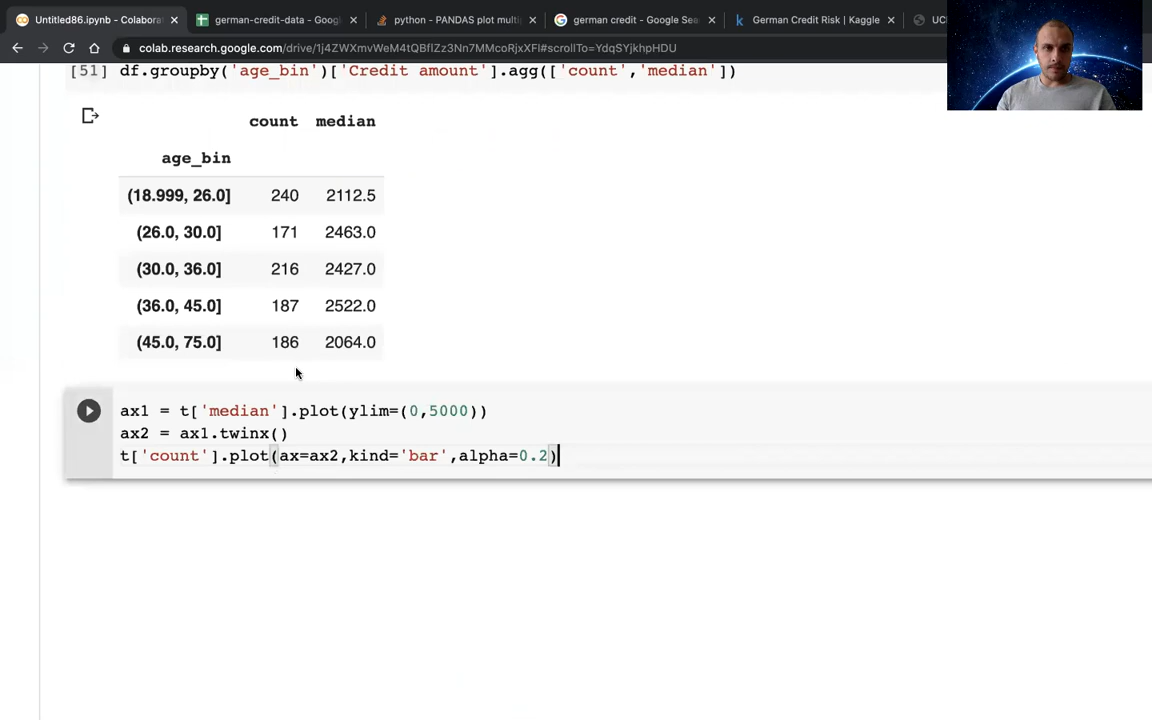 Untitled86.ipynb - Colabora
german-credit-data - Goog
python - PANDAS plot multi
german credit - Google Sea
German Credit Risk | Kaggle
UCI
colab.research.google.com/drive/1j4ZWXmvWeM4tQBfIZz3Nn7MMcoRjxXFl#scrollTo=YdqSYjkhpHDU
[51] df.groupby('age_bin')['Credit amount'].agg(['count','median'])
count median
age_bin
(18.999, 26.0] 240 2112.5
(26.0, 30.0] 171 2463.0
(30.0, 36.0] 216 2427.0
(36.0, 45.0] 187 2522.0
(45.0, 75.0] 186 2064.0
ax1 = t['median'].plot(ylim=(0,5000))
ax2 = ax1.twinx()
t['count'].plot(ax=ax2,kind='bar',alpha=0.2)